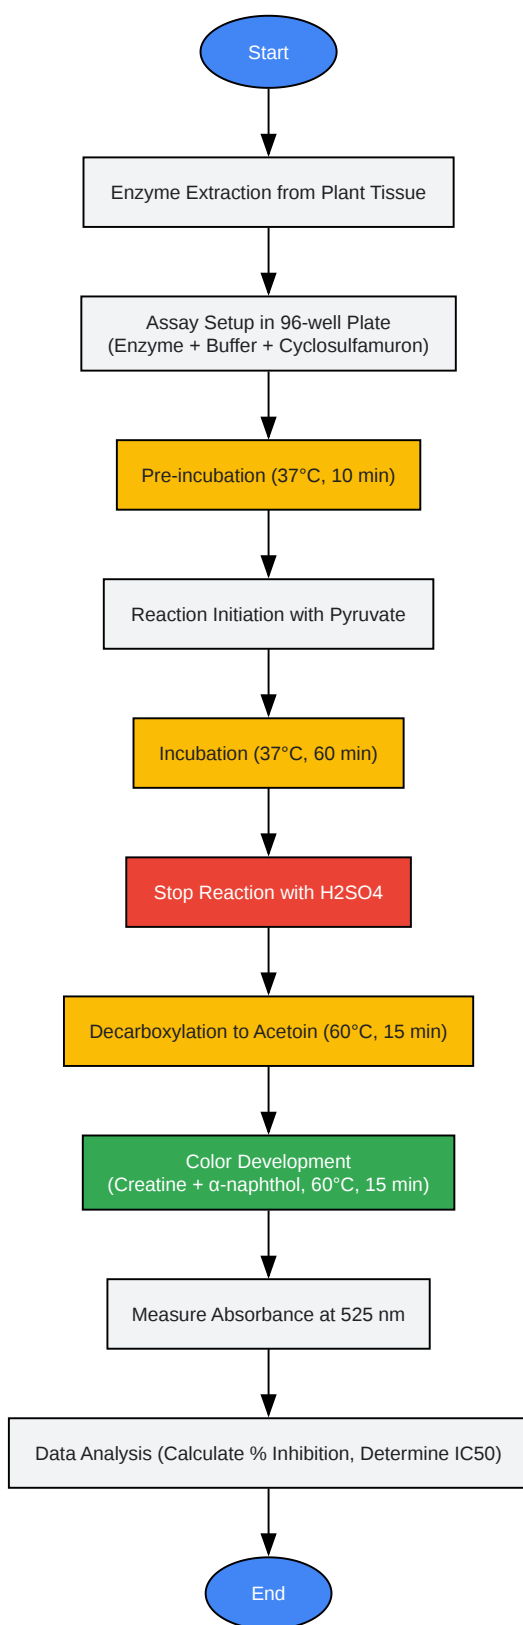 Start
Enzyme Extraction from Plant Tissue
Assay Setup in 96-well Plate
(Enzyme + Buffer + Cyclosulfamuron)
Pre-incubation (37°C, 10 min)
Reaction Initiation with Pyruvate
Incubation (37°C, 60 min)
Stop Reaction with H2SO4
Decarboxylation to Acetoin (60°C, 15 min)
Color Development
(Creatine + α-naphthol, 60°C, 15 min)
Measure Absorbance at 525 nm
Data Analysis (Calculate % Inhibition, Determine IC50)
End